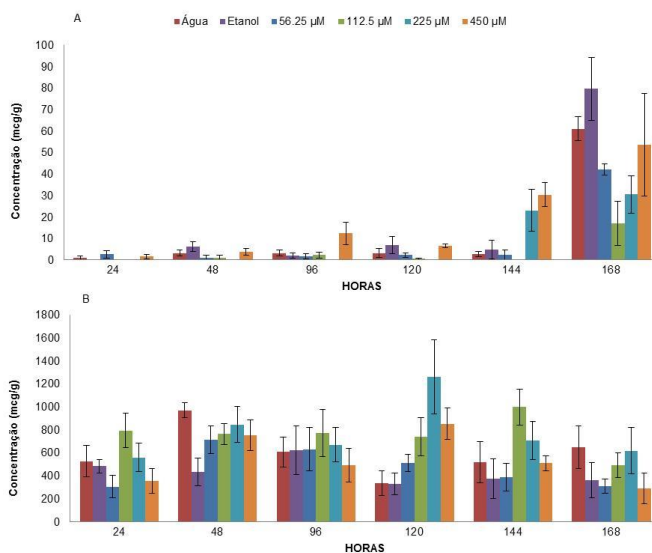 A
Água Etanol 56.25 µM 112.5 µM 225 µM 450 µM
Concentração (mcg/g)
100
90
80
70
60
50
40
30
20
10
0
24 48 96 120 144 168
HORAS
B
Concentração (mcg/g)
1800
1600
1400
1200
1000
800
600
400
200
0
24 48 96 120 144 168
HORAS